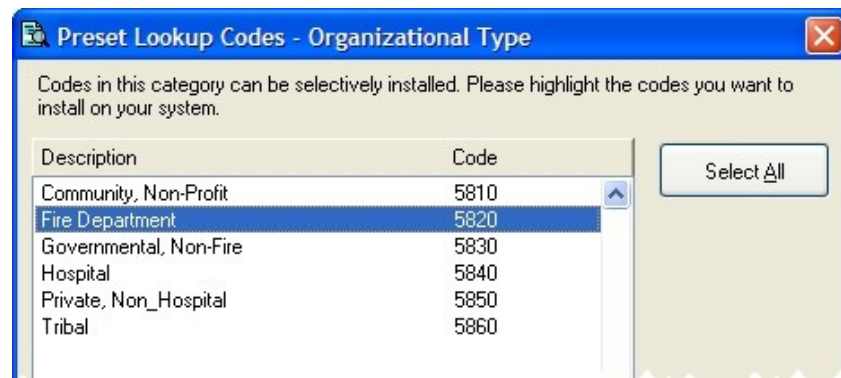 Preset Lookup Codes - Organizational Type
Codes in this category can be selectively installed. Please highlight the codes you want to
install on your system.
Description Code
Select All
Community, Non-Profit 5810
Fire Department 5820
Governmental, Non-Fire 5830
Hospital 5840
Private, Non_Hospital 5850
Tribal 5860